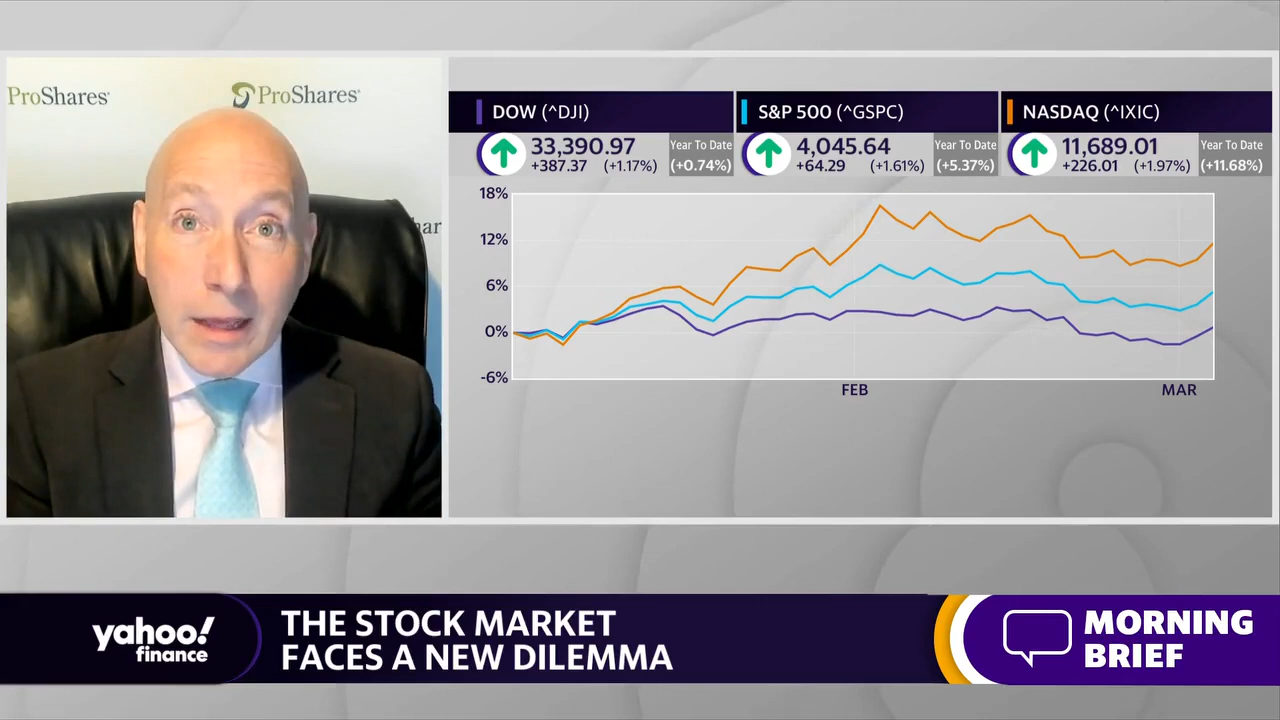 ProShares
ProShares
har
DOW (^DJI)
33,390.97
+387.37 (+1.17%)
Year To Date
(+0.74%)
S&P 500 (^GSPC)
4,045.64
+64.29 (+1.61%)
Year To Date
(+5.37%)
NASDAQ (^IXIC)
11,689.01
+226.01 (+1.97%)
Year To Date
(+11.68%)
18%
12%
6%
0%
-6%
FEB
MAR
yahoo!
finance
THE STOCK MARKET
FACES A NEW DILEMMA
MORNING
BRIEF